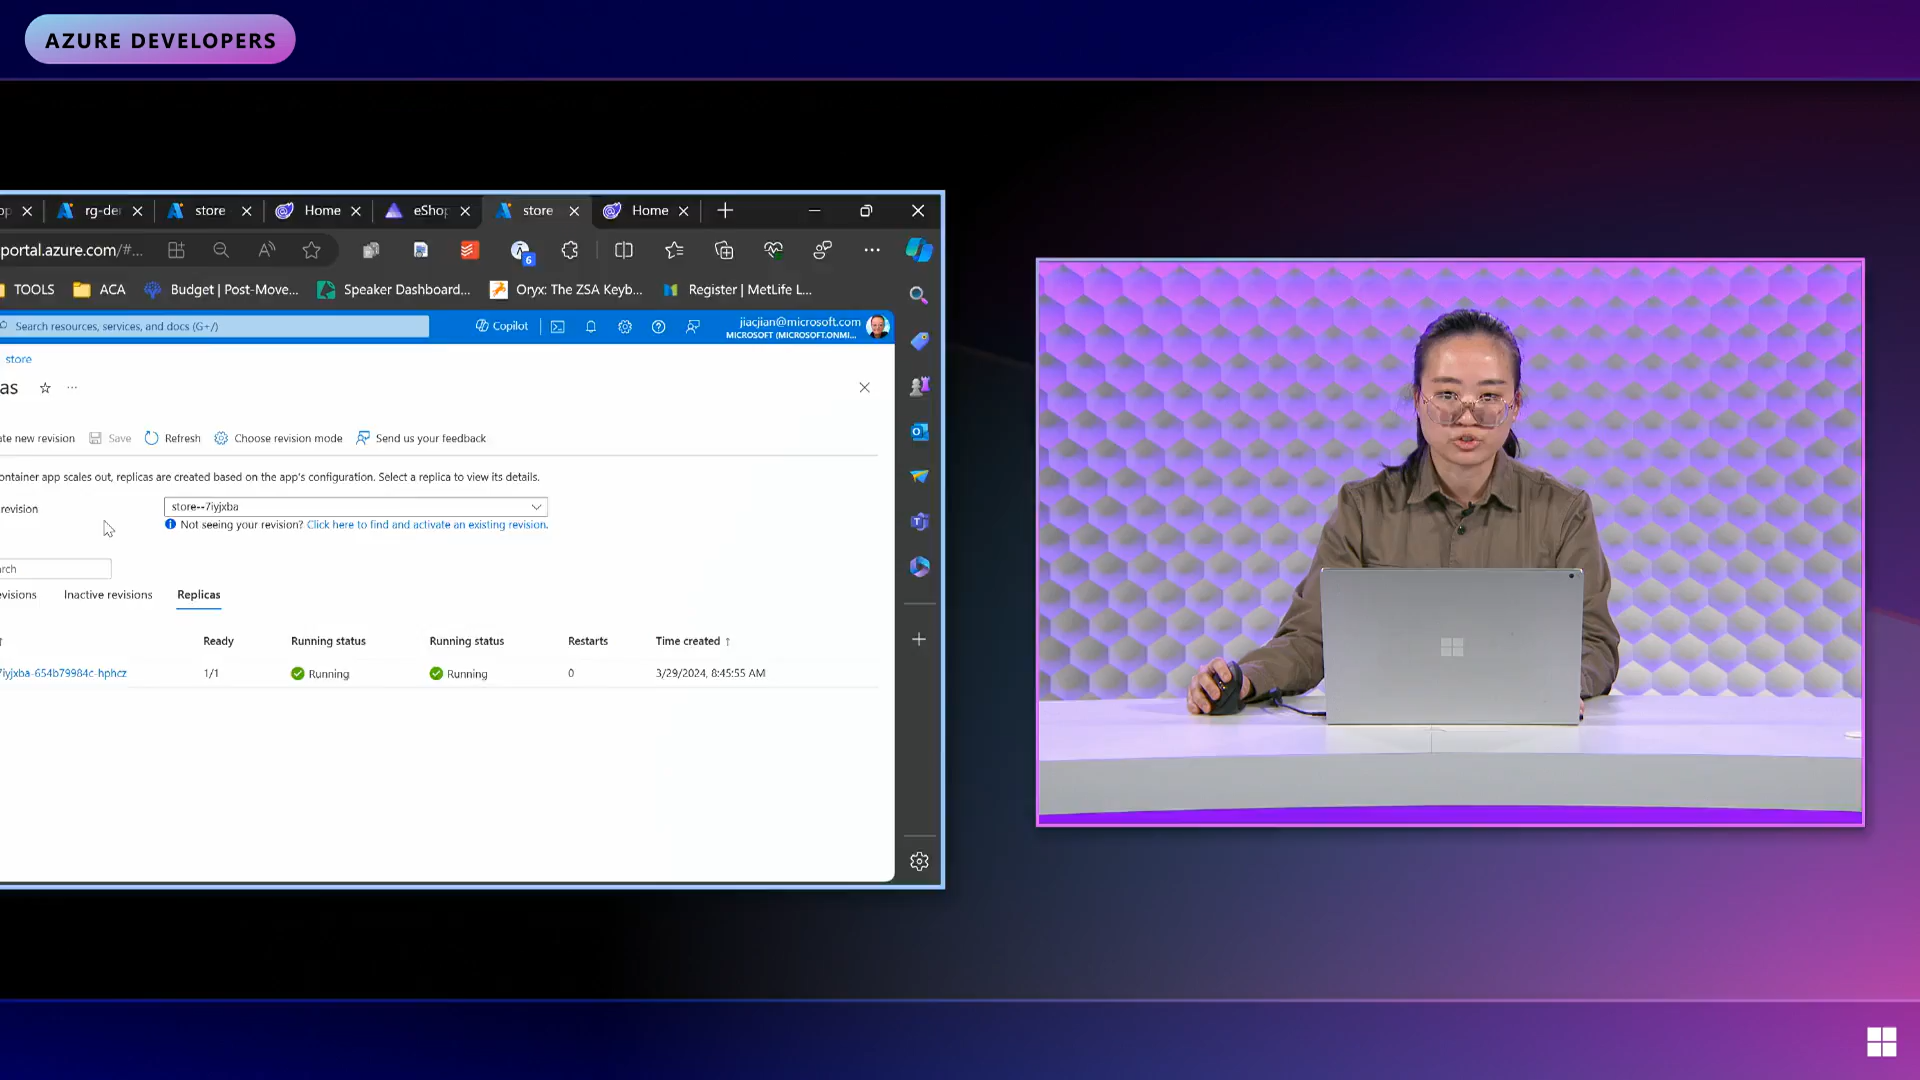 AZURE DEVELOPERS
op
rg-de
store
Home
eShop
store
Home
portal.azure.com/#...
6
TOOLS
ACA
Budget | Post-Move...
Speaker Dashboard...
Oryx: The ZSA Keyb...
Register | MetLife L...
Search resources, services, and docs (G+/)
Copilot
jiacjian@microsoft.com
MICROSOFT (MICROSOFT.ONMI...
store
as
...
ate new revision
Save
Refresh
Choose revision mode
Send us your feedback
ontainer app scales out, replicas are created based on the app's configuration. Select a replica to view its details.
revision
store--7iyjxba
Not seeing your revision? Click here to find and activate an existing revision.
rch
evisions
Inactive revisions
Replicas
Ready
Running status
Running status
Restarts
Time created ↑
7iyjxba-654b79984c-hphcz
1/1
Running
Running
0
3/29/2024, 8:45:55 AM